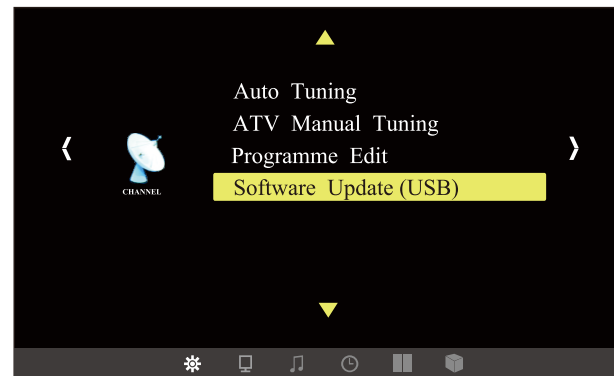 Auto Tuning
ATV Manual Tuning
Programme Edit
CHANNEL
Software Update (USB)